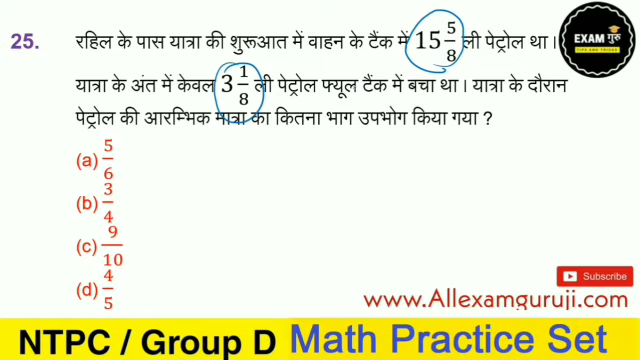 EXAM गुरु
TIPS AND TRICKS
25. रहिल के पास यात्रा की शुरूआत में वाहन के टैंक में 15 5/8 ली पेट्रोल था।
यात्रा के अंत में केवल 3 1/8 ली पेट्रोल फ्यूल टैंक में बचा था। यात्रा के दौरान
पेट्रोल की आरम्भिक मात्रा का कितना भाग उपभोग किया गया ?
(a) 5/6
(b) 3/4
(c) 9/10
(d) 4/5
Subscribe
www.Allexamguruji.com
NTPC / Group D Math Practice Set